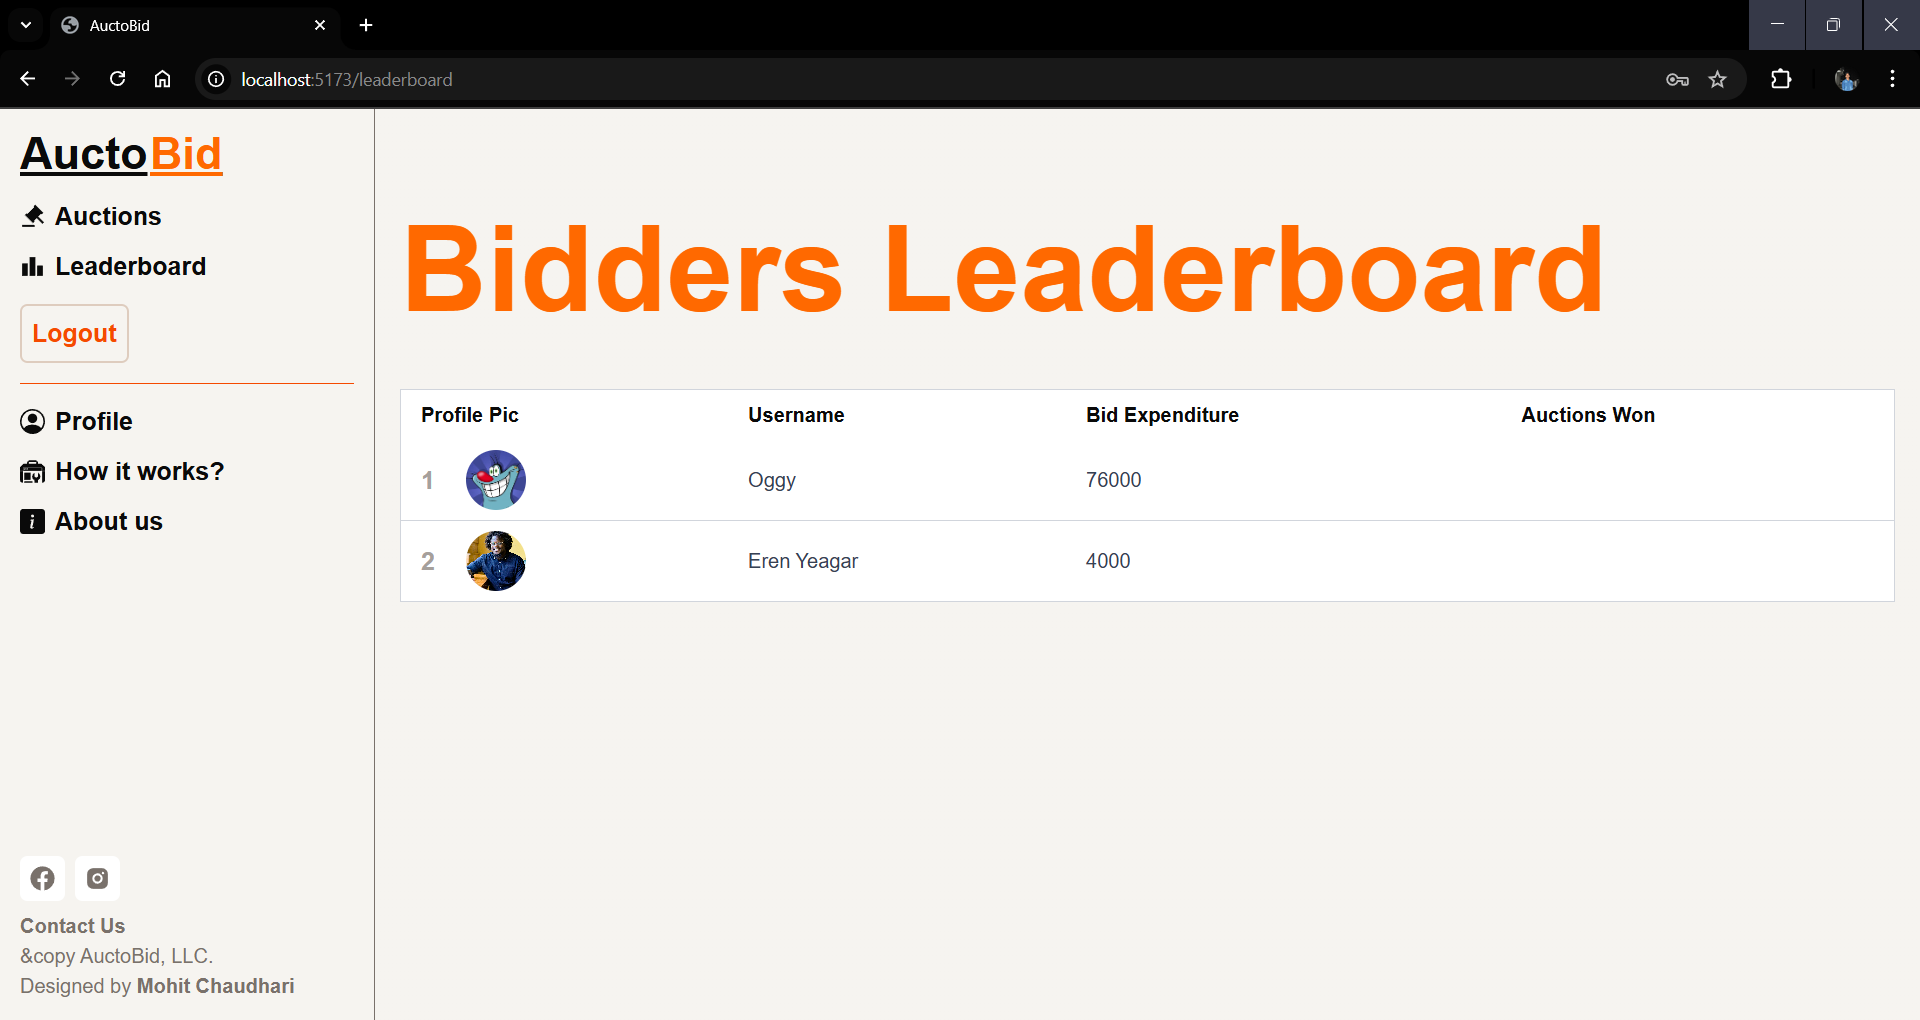 AuctoBid
localhost:5173/leaderboard
AuctoBid
Auctions
Leaderboard
Logout
Profile
How it works?
i About us
Contact Us
&copy AuctoBid, LLC.
Designed by Mohit Chaudhari
Bidders Leaderboard
Profile Pic Username Bid Expenditure Auctions Won
1 Oggy 76000
2 Eren Yeagar 4000